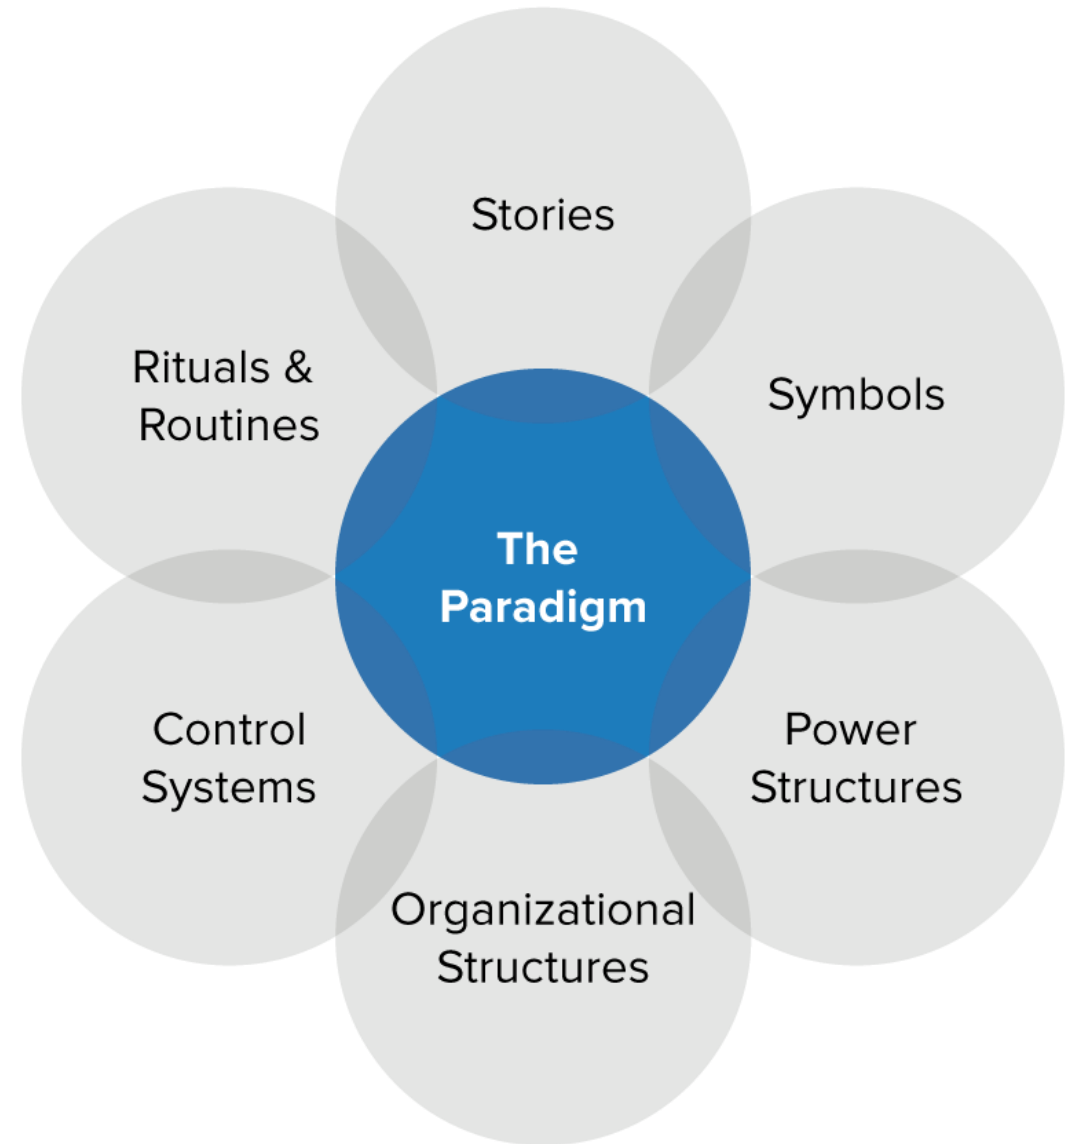 Stories
Symbols
Power
Structures
Organizational
Structures
Control
Systems
Rituals &
Routines
The
Paradigm